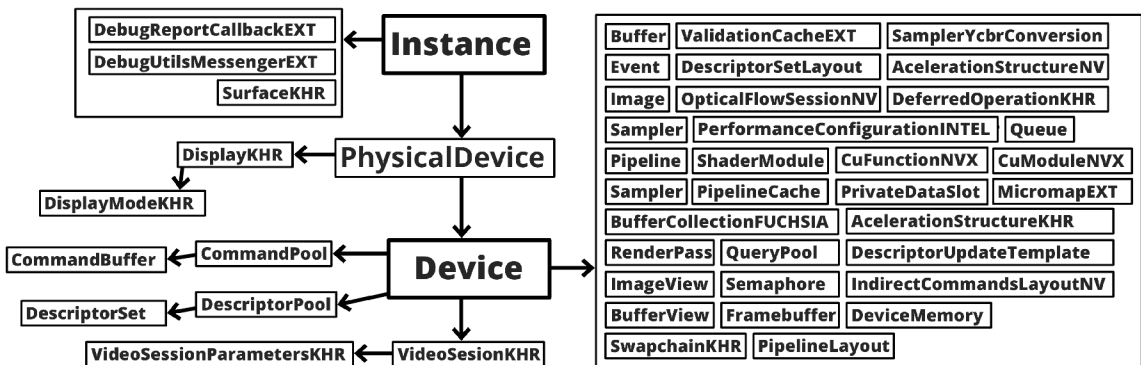 DebugReportCallbackEXT
DebugUtilsMessengerEXT
SurfaceKHR
Instance
DisplayKHR
PhysicalDevice
DisplayModeKHR
CommandBuffer
CommandPool
Device
DescriptorSet
DescriptorPool
VideoSessionParametersKHR
VideoSesionKHR
Buffer ValidationCacheEXT SamplerYcbrConversion
Event DescriptorSetLayout AcelerationStructureNV
Image OpticalFlowSessionNV DeferredOperationKHR
Sampler PerformanceConfigurationINTEL Queue
Pipeline ShaderModule CuFunctionNVX CuModuleNVX
Sampler PipelineCache PrivateDataSlot MicromapEXT
BufferCollectionFUCHSIA AcelerationStructureKHR
RenderPass QueryPool DescriptorUpdateTemplate
ImageView Semaphore IndirectCommandsLayoutNV
BufferView Framebuffer DeviceMemory
SwapchainKHR PipelineLayout